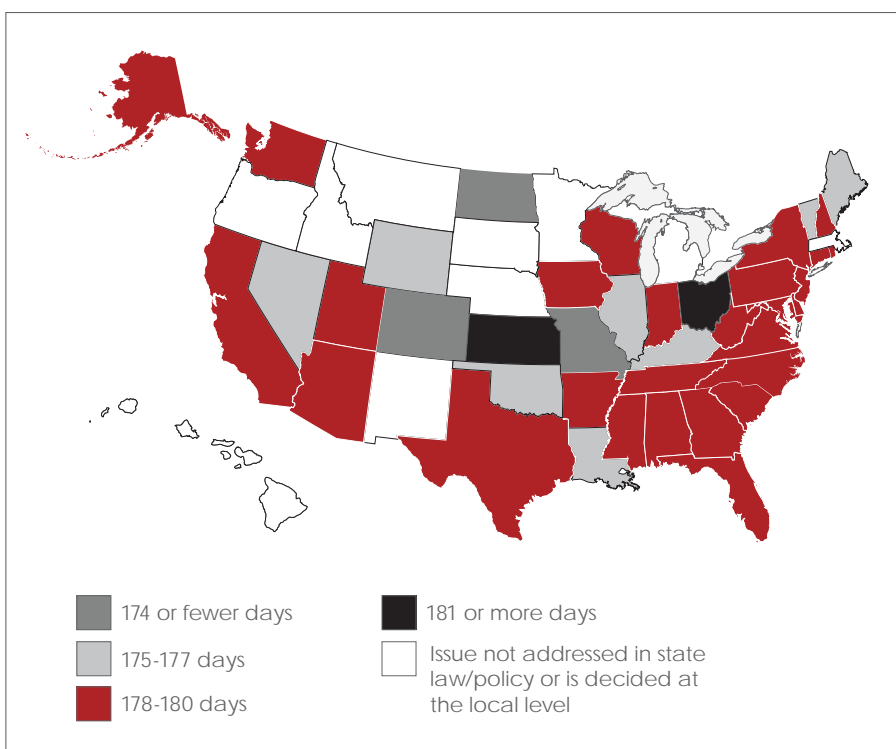 174 or fewer days
175-177 days
178-180 days
181 or more days
Issue not addressed in state
law/policy or is decided at
the local level